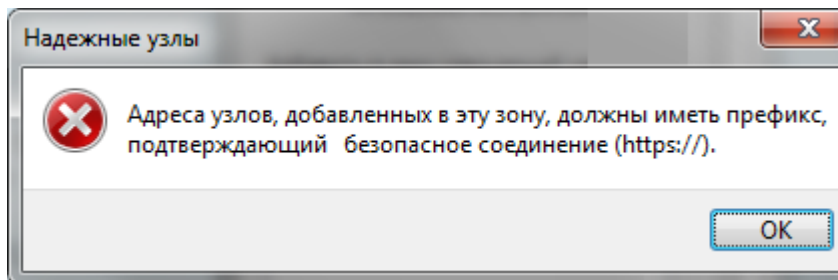 Надежные узлы
Адреса узлов, добавленных в эту зону, должны иметь префикс,
подтверждающий безопасное соединение (https://).
OK